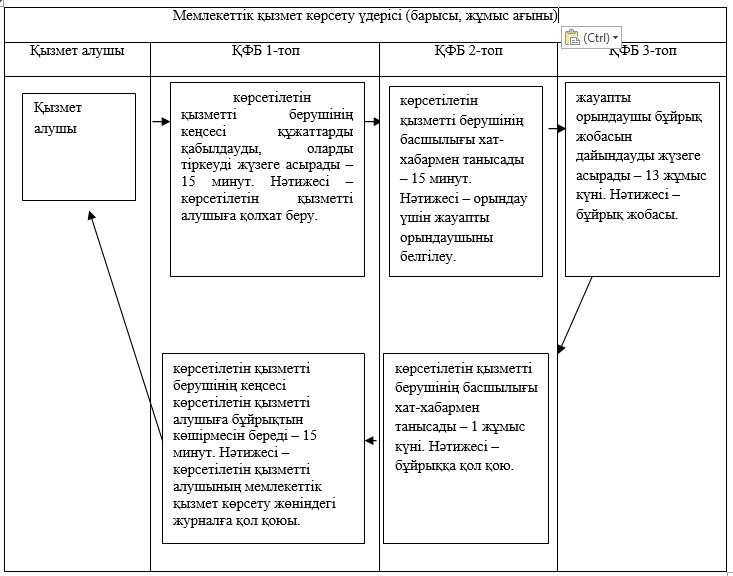 Мемлекеттік қызмет көрсету үдерісі (барысы, жұмыс ағыны)
(Ctrl)
Қызмет алушы
ҚФБ 1-топ
ҚФБ 2-топ
ҚФБ 3-топ
Қызмет
алушы
көрсетілетін
қызметті берушінің
кеңсесі құжаттарды
қабылдауды, оларды
тіркеуді жүзеге асырады –
15 минут. Нәтижесі –
көрсетілетін қызметті
алушыға қолхат беру.
көрсетілетін
қызметті берушінің
басшылығы хат-
хабармен танысады
– 15 минут.
Нәтижесі – орындау
үшін жауапты
орындаушыны
белгілеу.
жауапты
орындаушы бұйрық
жобасын
дайындауды жүзеге
асырады – 13 жұмыс
күні. Нәтижесі –
бұйрық жобасы.
көрсетілетін қызметті
берушінің кеңсесі
көрсетілетін қызметті
алушыға бұйрықтын
көшірмесін береді – 15
минут. Нәтижесі –
көрсетілетін қызметті
алушының мемлекеттік
қызмет көрсету жөніндегі
журналға қол қоюы.
көрсетілетін қызметті
берушінің басшылығы
хат-хабармен
танысады – 1 жұмыс
күні. Нәтижесі –
бұйрыққа қол қою.